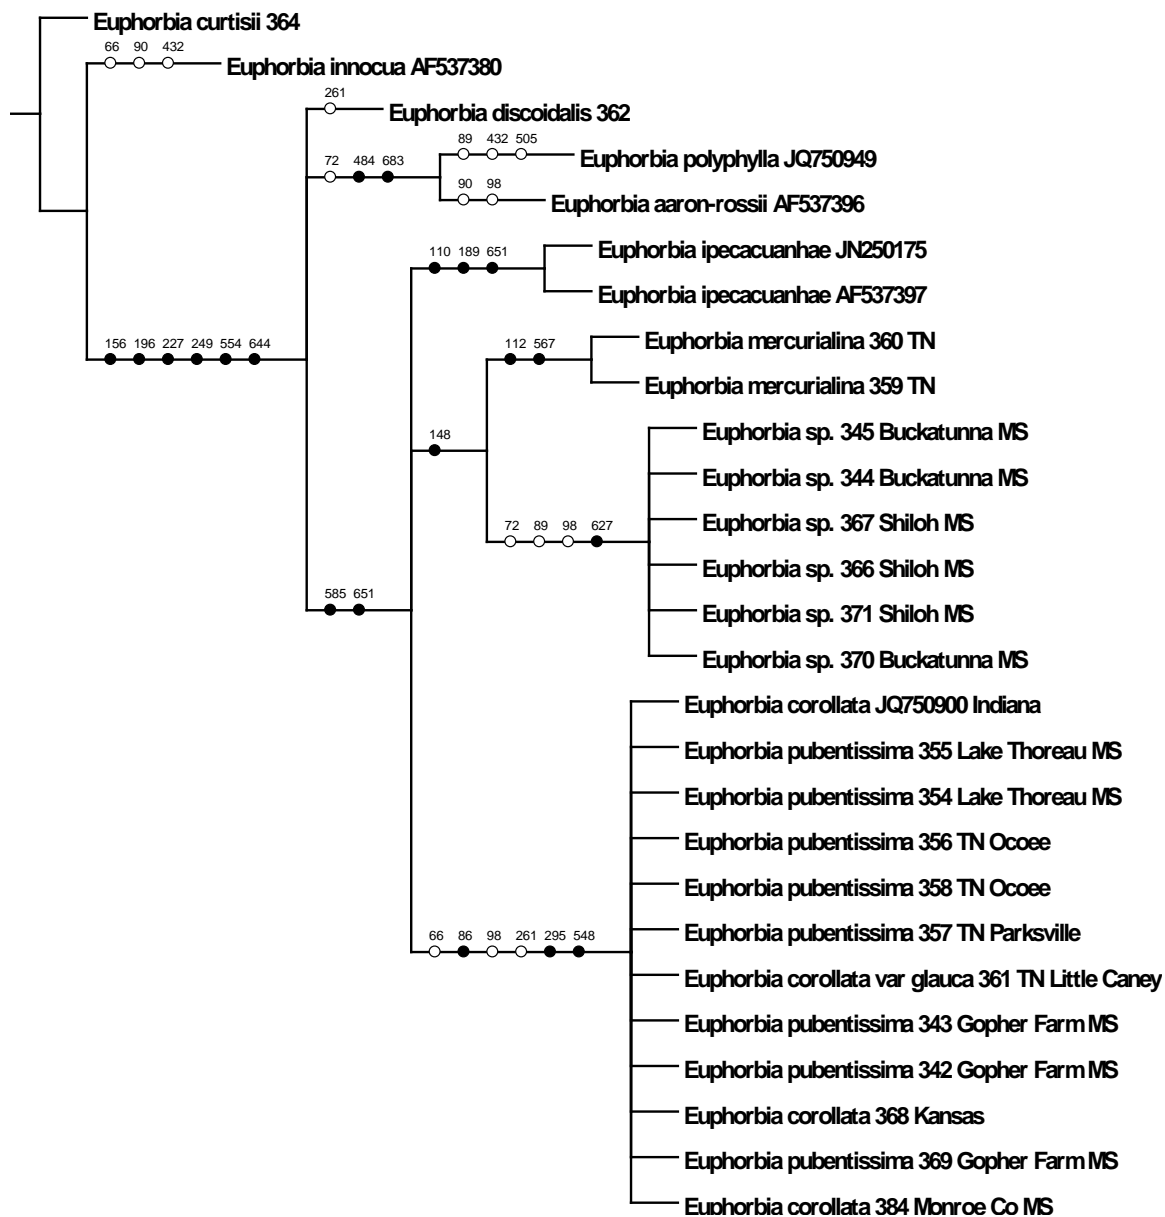 Euphorbia curtisii 364
66 90 432
Euphorbia innocua AF537380
261
Euphorbia discoidalis 362
89 432 505
Euphorbia polyphylla JQ750949
72 484 683
90 98
Euphorbia aaron-rossii AF537396
110 189 651
Euphorbia ipecacuanhae JN250175
Euphorbia ipecacuanhae AF537397
156 196 227 249 554 644
112 567
Euphorbia mercurialina 360 TN
Euphorbia mercurialina 359 TN
148
Euphorbia sp. 345 Buckatunna MS
Euphorbia sp. 344 Buckatunna MS
72 89 98 627
Euphorbia sp. 367 Shiloh MS
Euphorbia sp. 366 Shiloh MS
585 651
Euphorbia sp. 371 Shiloh MS
Euphorbia sp. 370 Buckatunna MS
Euphorbia corollata JQ750900 Indiana
Euphorbia pubentissima 355 Lake Thoreau MS
Euphorbia pubentissima 354 Lake Thoreau MS
Euphorbia pubentissima 356 TN Ocoee
Euphorbia pubentissima 358 TN Ocoee
66 86 98 261 295 548
Euphorbia pubentissima 357 TN Parksville
Euphorbia corollata var glauca 361 TN Little Caney
Euphorbia pubentissima 343 Gopher Farm MS
Euphorbia pubentissima 342 Gopher Farm MS
Euphorbia corollata 368 Kansas
Euphorbia pubentissima 369 Gopher Farm MS
Euphorbia corollata 384 Monroe Co MS